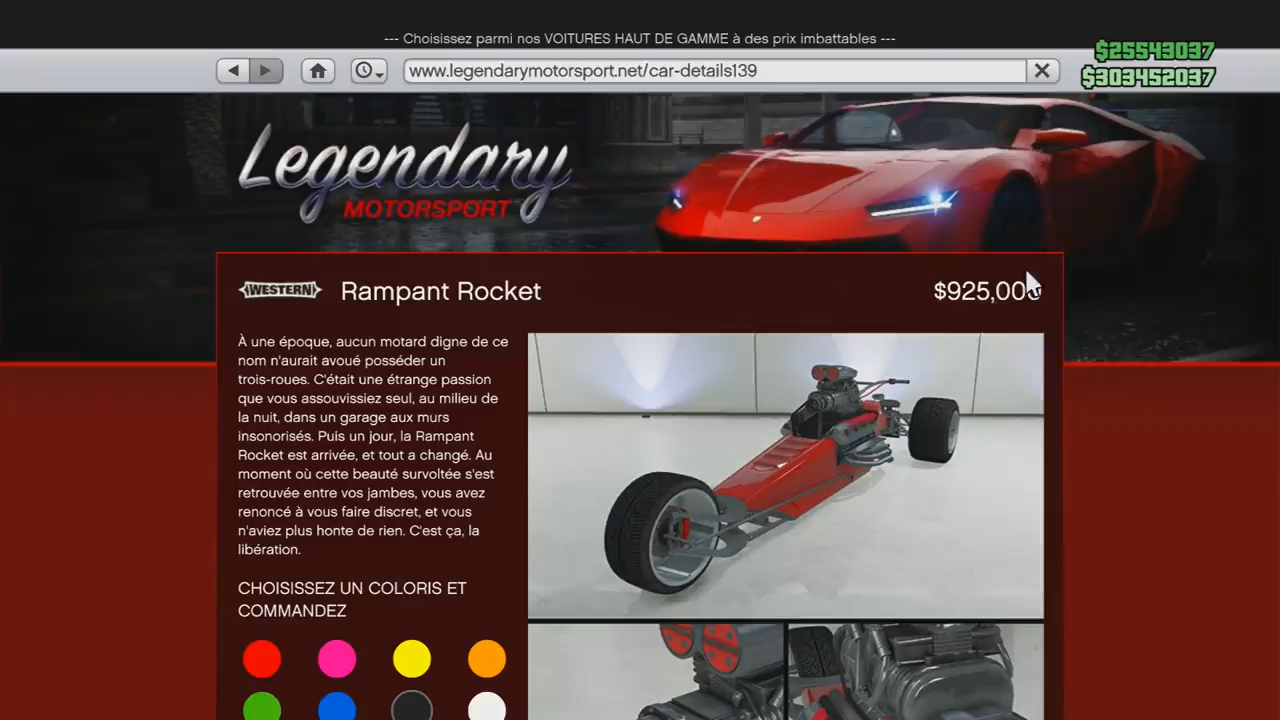 --- Choisissez parmi nos VOITURES HAUT DE GAMME à des prix imbattables ---
$25543037
www.legendarymotorsport.net/car-details139
$303452037
Legendary
MOTORSPORT
WESTERN
Rampant Rocket
$925,000
À une époque, aucun motard digne de ce
nom n'aurait avoué posséder un
trois-roues. C'était une étrange passion
que vous assouvissiez seul, au milieu de
la nuit, dans un garage aux murs
insonorisés. Puis un jour, la Rampant
Rocket est arrivée, et tout a changé. Au
moment où cette beauté survoltée s'est
retrouvée entre vos jambes, vous avez
renoncé à vous faire discret, et vous
n'aviez plus honte de rien. C'est ça, la
libération.
CHOISISSEZ UN COLORIS ET
COMMANDEZ